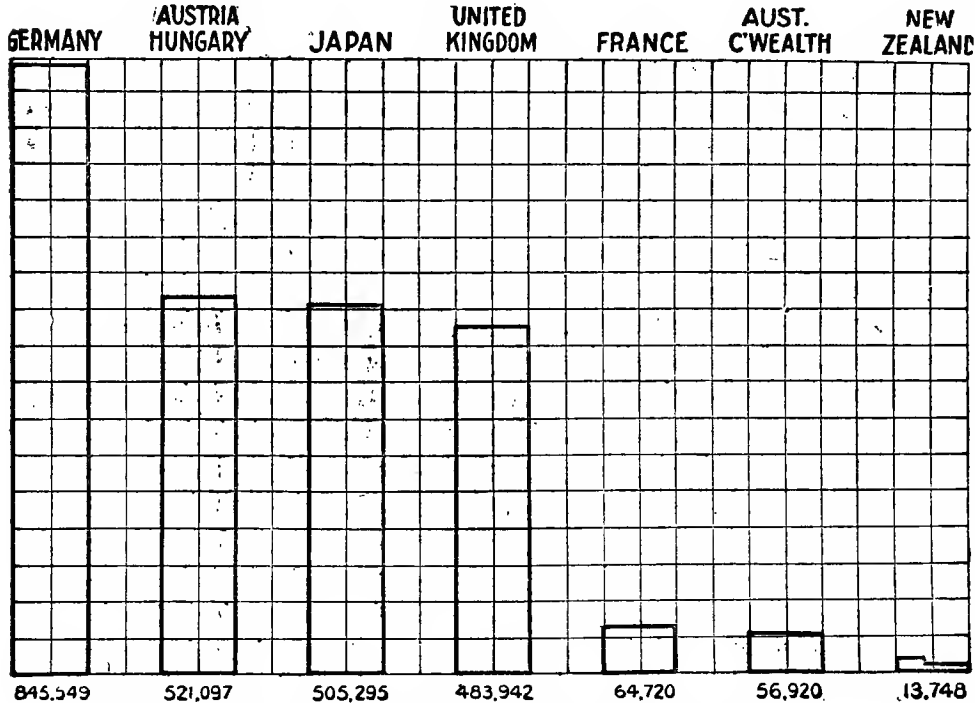 GERMANY
AUSTRIA
HUNGARY
JAPAN
UNITED
KINGDOM
FRANCE
AUST.
C'WEALTH
NEW
ZEALAND
845,549
521,097
505,295
483,942
64,720
56,920
13,748